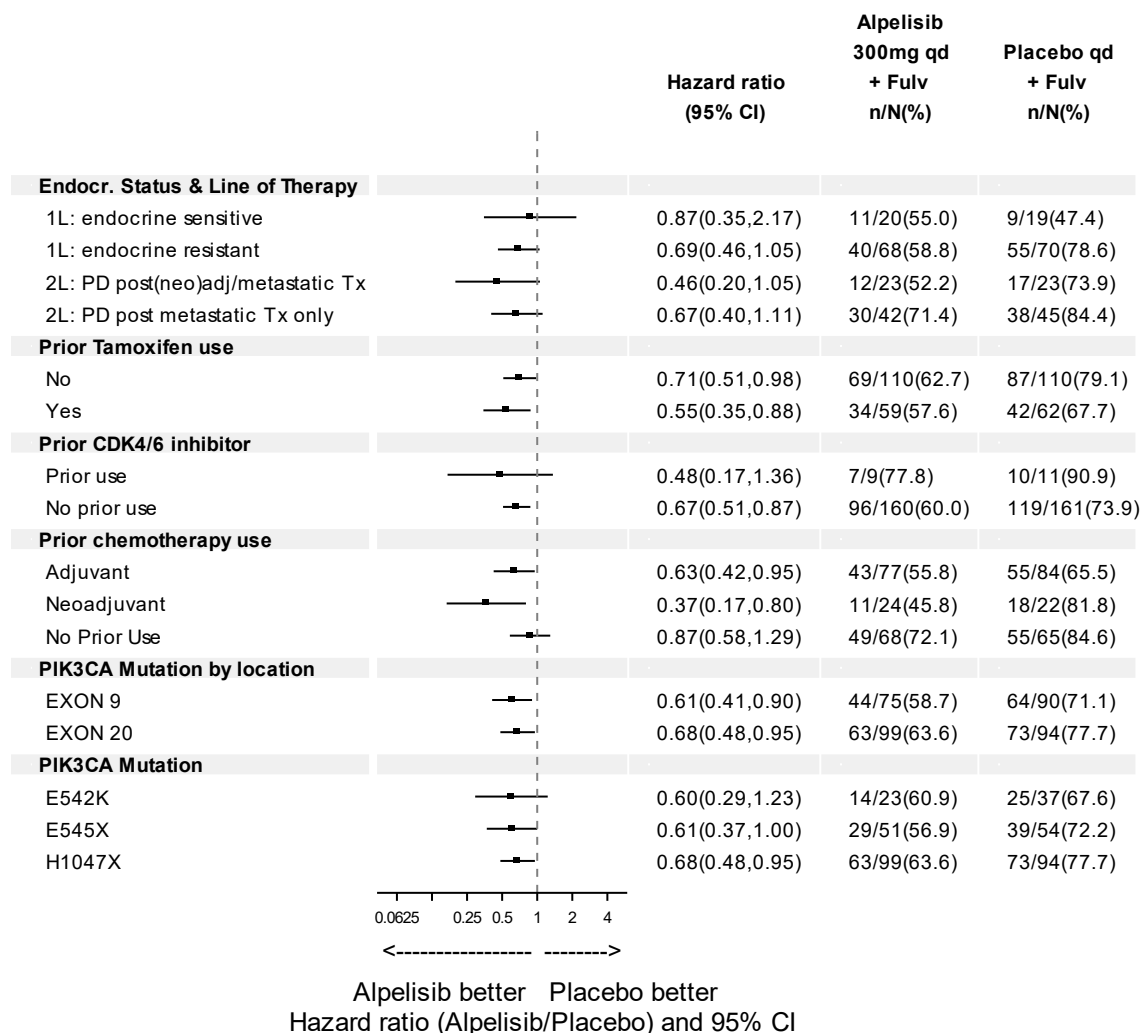 Alpelisib
300mg qd Placebo qd
Hazard ratio + Fulv + Fulv
(95% CI) n/N(%) n/N(%)
Endocr. Status & Line of Therapy
1L: endocrine sensitive 0.87(0.35,2.17) 11/20(55.0) 9/19(47.4)
1L: endocrine resistant 0.69(0.46,1.05) 40/68(58.8) 55/70(78.6)
2L: PD post(neo)adj/metastatic Tx 0.46(0.20,1.05) 12/23(52.2) 17/23(73.9)
2L: PD post metastatic Tx only 0.67(0.40,1.11) 30/42(71.4) 38/45(84.4)
Prior Tamoxifen use
No 0.71(0.51,0.98) 69/110(62.7) 87/110(79.1)
Yes 0.55(0.35,0.88) 34/59(57.6) 42/62(67.7)
Prior CDK4/6 inhibitor
Prior use 0.48(0.17,1.36) 7/9(77.8) 10/11(90.9)
No prior use 0.67(0.51,0.87) 96/160(60.0) 119/161(73.9)
Prior chemotherapy use
Adjuvant 0.63(0.42,0.95) 43/77(55.8) 55/84(65.5)
Neoadjuvant 0.37(0.17,0.80) 11/24(45.8) 18/22(81.8)
No Prior Use 0.87(0.58,1.29) 49/68(72.1) 55/65(84.6)
PIK3CA Mutation by location
EXON 9 0.61(0.41,0.90) 44/75(58.7) 64/90(71.1)
EXON 20 0.68(0.48,0.95) 63/99(63.6) 73/94(77.7)
PIK3CA Mutation
E542K 0.60(0.29,1.23) 14/23(60.9) 25/37(67.6)
E545X 0.61(0.37,1.00) 29/51(56.9) 39/54(72.2)
H1047X 0.68(0.48,0.95) 63/99(63.6) 73/94(77.7)
0.0625 0.25 0.5 1 2 4
<--------------- -------->
Alpelisib better Placebo better
Hazard ratio (Alpelisib/Placebo) and 95% CI